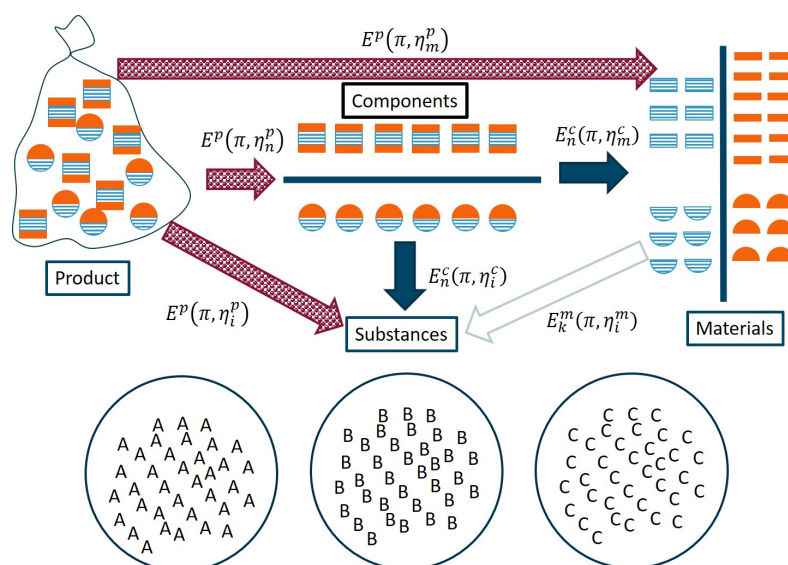 E^p(π, η_m^p)
Components
E^p(π, η_n^p)
E_n^c(π, η_m^c)
Product
E_n^c(π, η_i^c)
E^p(π, η_i^p)
E_k^m(π, η_i^m)
Substances
Materials
A A A
A A A A
A A A A
A A A A A A
A A A A
A A A A A
A A A A
A A A A
A
B B B
B B B B
B B B B
B B B B B B
B B B B
B B B B B
B B B B
B B B B
B
C C C
C C C C
C C C C
C C C C C C
C C C C
C C C C C
C C C C
C C C C
C